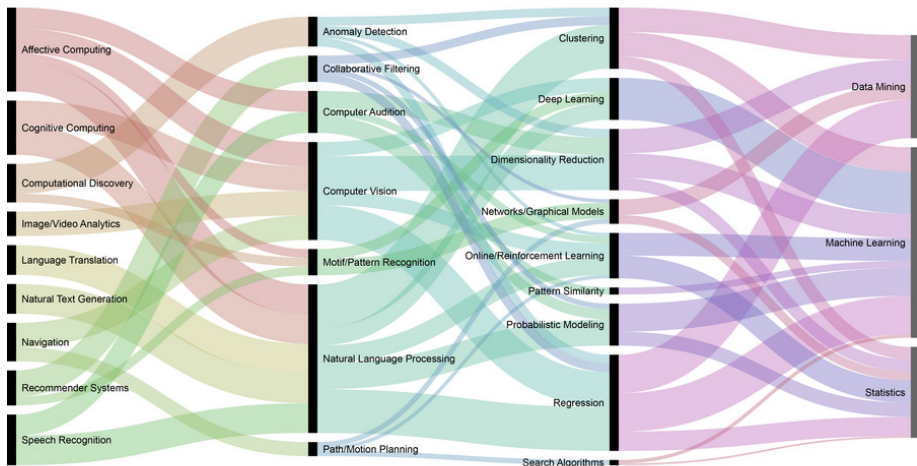 Affective Computing
Cognitive Computing
Computational Discovery
Image/Video Analytics
Language Translation
Natural Text Generation
Navigation
Recommender Systems
Speech Recognition
Anomaly Detection
Collaborative Filtering
Computer Audition
Computer Vision
Motif/Pattern Recognition
Natural Language Processing
Path/Motion Planning
Clustering
Deep Learning
Dimensionality Reduction
Networks/Graphical Models
Online/Reinforcement Learning
Pattern Similarity
Probabilistic Modeling
Regression
Search Algorithms
Data Mining
Machine Learning
Statistics